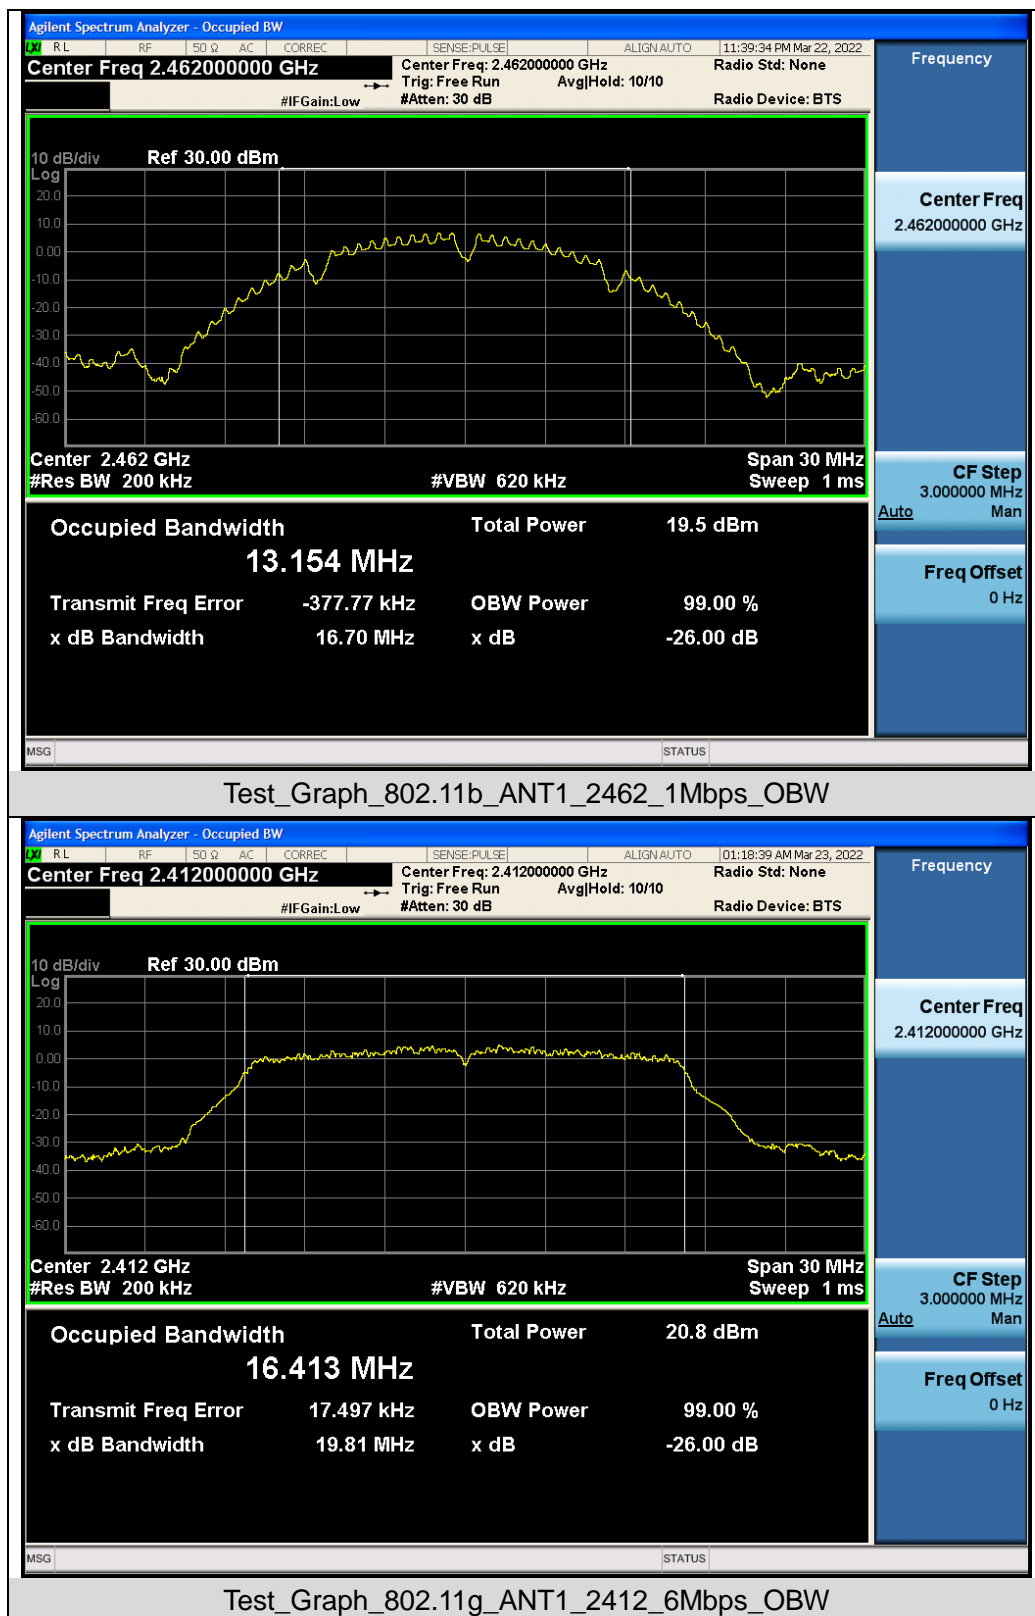 Agilent Spectrum Analyzer - Occupied BW
LXI RL RF 50 Ω AC CORREC SENSE:PULSE ALIGN AUTO 11:39:34 PM Mar 22, 2022
Center Freq 2.462000000 GHz Center Freq: 2.462000000 GHz Radio Std: None
Trig: Free Run Avg|Hold: 10/10
#IFGain:Low #Atten: 30 dB Radio Device: BTS
Frequency
10 dB/div Ref 30.00 dBm
Log
20.0
10.0
0.00
-10.0
-20.0
-30.0
-40.0
-50.0
-60.0
Center 2.462 GHz Span 30 MHz
#Res BW 200 kHz #VBW 620 kHz Sweep 1 ms
Center Freq
2.462000000 GHz
CF Step
3.000000 MHz
Auto Man
Freq Offset
0 Hz
Occupied Bandwidth Total Power 19.5 dBm
13.154 MHz
Transmit Freq Error -377.77 kHz OBW Power 99.00 %
x dB Bandwidth 16.70 MHz x dB -26.00 dB
MSG STATUS
Test_Graph_802.11b_ANT1_2462_1Mbps_OBW
Agilent Spectrum Analyzer - Occupied BW
LXI RL RF 50 Ω AC CORREC SENSE:PULSE ALIGN AUTO 01:18:39 AM Mar 23, 2022
Center Freq 2.412000000 GHz Center Freq: 2.412000000 GHz Radio Std: None
Trig: Free Run Avg|Hold: 10/10
#IFGain:Low #Atten: 30 dB Radio Device: BTS
Frequency
10 dB/div Ref 30.00 dBm
Log
20.0
10.0
0.00
-10.0
-20.0
-30.0
-40.0
-50.0
-60.0
Center 2.412 GHz Span 30 MHz
#Res BW 200 kHz #VBW 620 kHz Sweep 1 ms
Center Freq
2.412000000 GHz
CF Step
3.000000 MHz
Auto Man
Freq Offset
0 Hz
Occupied Bandwidth Total Power 20.8 dBm
16.413 MHz
Transmit Freq Error 17.497 kHz OBW Power 99.00 %
x dB Bandwidth 19.81 MHz x dB -26.00 dB
MSG STATUS
Test_Graph_802.11g_ANT1_2412_6Mbps_OBW